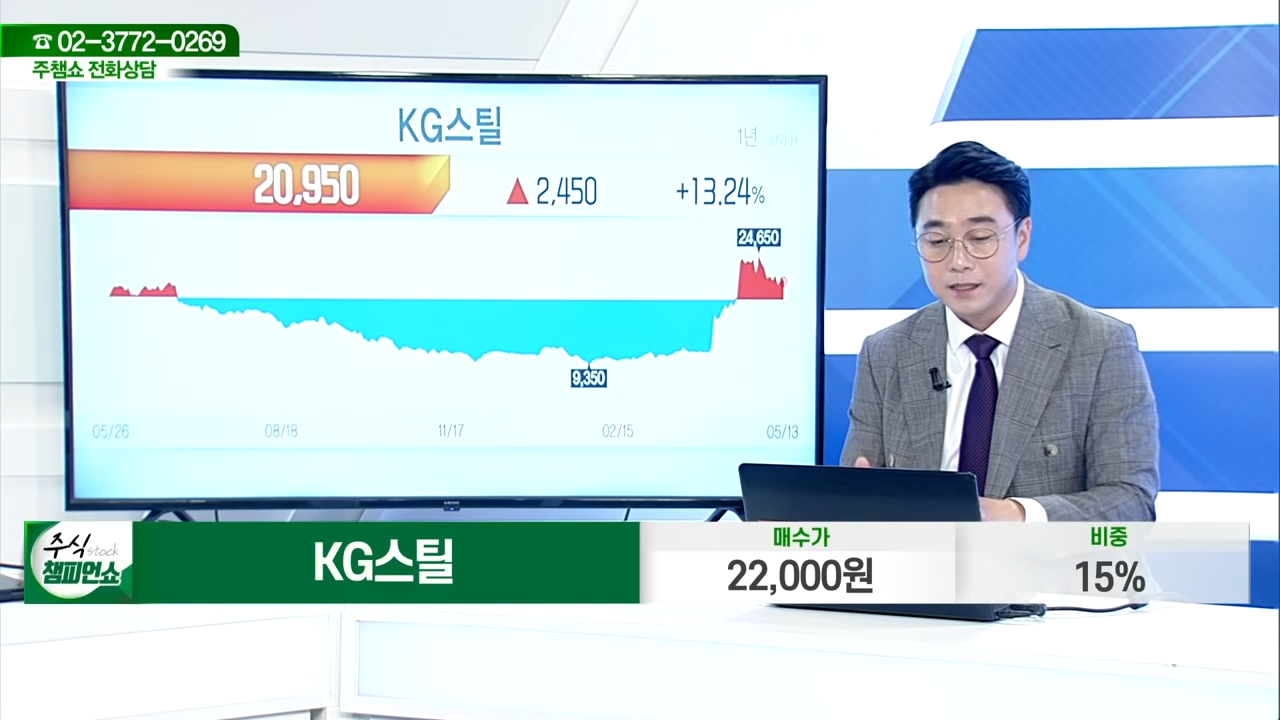 ☎ 02-3772-0269
주챔쇼 전화상담
KG스틸
1년
20,950
▲ 2,450
+13.24%
24,650
9,350
05/26
08/18
11/17
02/15
05/13
주식 stock
챔피언쇼
KG스틸
매수가
22,000원
비중
15%